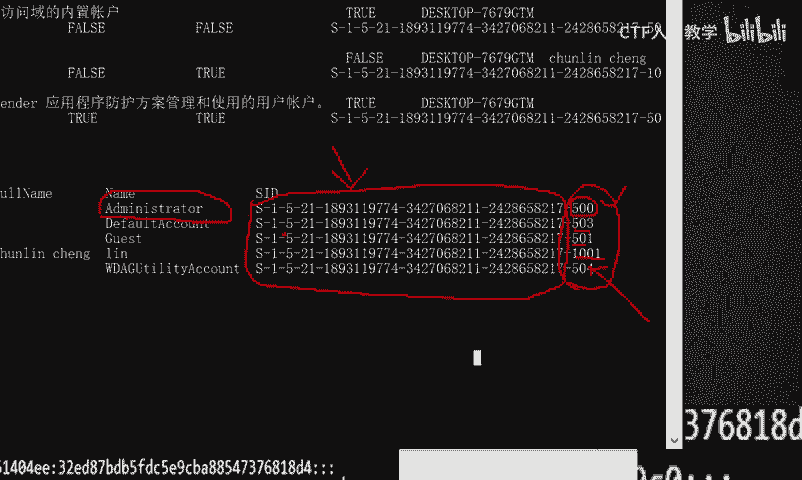 访问域的内置帐户 TRUE DESKTOP-7679GTM
FALSE FALSE S-1-5-21-1893119774-3427068211-2428658217-50
CTF人 教学 bilibili
FALSE DESKTOP-7679GTM chunlin cheng
FALSE TRUE S-1-5-21-1893119774-3427068211-2428658217-10
ender 应用程序防护方案管理和使用的用户帐户。 TRUE DESKTOP-7679GTM
TRUE TRUE S-1-5-21-1893119774-3427068211-2428658217-50
ullName Name SID
Administrator S-1-5-21-1893119774-3427068211-2428658217-500
DefaultAccount S-1-5-21-1893119774-3427068211-2428658217-503
Guest S-1-5-21-1893119774-3427068211-2428658217-501
hunlin cheng lin S-1-5-21-1893119774-3427068211-2428658217-1001
WDAGUtilityAccount S-1-5-21-1893119774-3427068211-2428658217-504
376818d
51404ee:32ed87bdb5fdc5e9cba88547376818d4:::